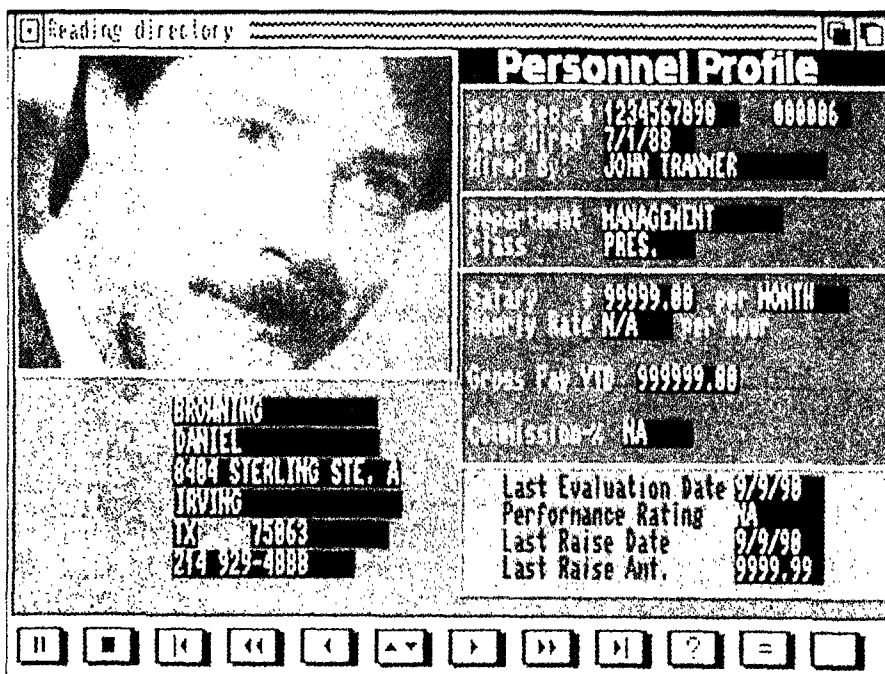 Reading directory
Personnel Profile
Soc. Sec.-# 1234567890 000006
Date Hired 7/1/88
Hired By: JOHN TRANMER
Department MANAGEMENT
Class PRES.
Salary $ 99999.00 per MONTH
Hourly Rate N/A per Hour
Gross Pay YTD 999999.00
Commission-% NA
BROWNING
DANIEL
8404 STERLING STE. A
IRVING
TX 75063
214 929-4888
Last Evaluation Date 9/9/90
Performance Rating NA
Last Raise Date 9/9/90
Last Raise Amt. 9999.99
?
=